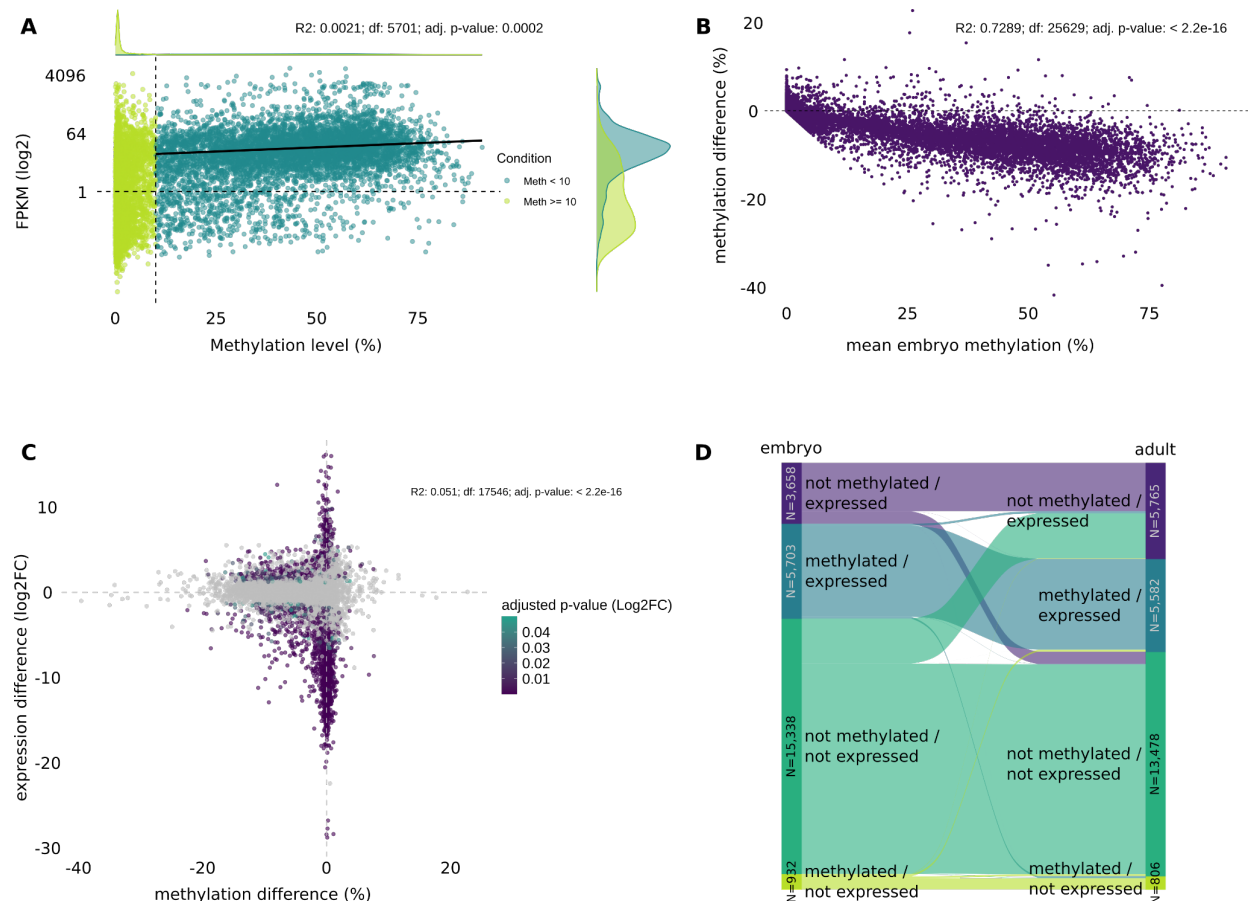 A
R2: 0.0021; df: 5701; adj. p-value: 0.0002
4096
64
1
FPKM (log2)
Condition
Meth < 10
Meth >= 10
0
25
50
75
Methylation level (%)
B
R2: 0.7289; df: 25629; adj. p-value: < 2.2e-16
20
0
-20
-40
methylation difference (%)
0
25
50
75
mean embryo methylation (%)
C
R2: 0.051; df: 17546; adj. p-value: < 2.2e-16
10
0
-10
-20
-30
expression difference (log2FC)
adjusted p-value (Log2FC)
0.04
0.03
0.02
0.01
-40
-20
0
20
methylation difference (%)
D
embryo
adult
N=3,658
not methylated /
expressed
N=5,703
methylated /
expressed
N=15,338
not methylated /
not expressed
N=932
methylated /
not expressed
not methylated /
expressed
N=5,765
methylated /
expressed
N=5,582
not methylated /
not expressed
N=13,478
methylated /
not expressed
N=806